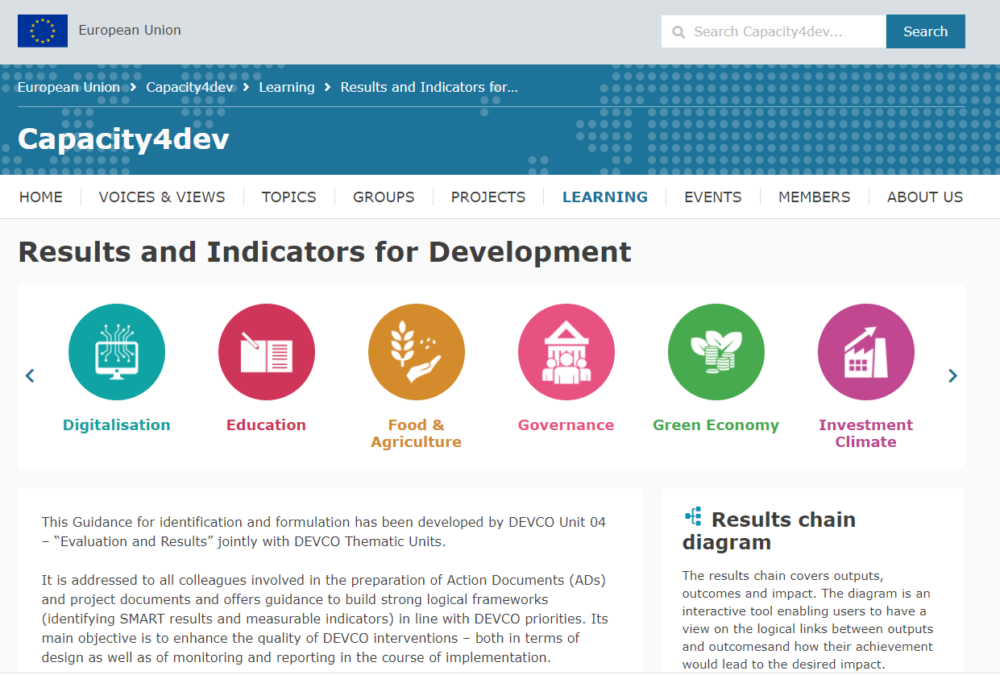 European Union
Search Capacity4dev...
Search
European Union
Capacity4dev
Learning
Results and Indicators for...
Capacity4dev
HOME
VOICES & VIEWS
TOPICS
GROUPS
PROJECTS
LEARNING
EVENTS
MEMBERS
ABOUT US
Results and Indicators for Development
Digitalisation
Education
Food &
Agriculture
Governance
Green Economy
Investment
Climate
This Guidance for identification and formulation has been developed by DEVCO Unit 04
– “Evaluation and Results” jointly with DEVCO Thematic Units.
It is addressed to all colleagues involved in the preparation of Action Documents (ADs)
and project documents and offers guidance to build strong logical frameworks
(identifying SMART results and measurable indicators) in line with DEVCO priorities. Its
main objective is to enhance the quality of DEVCO interventions – both in terms of
design as well as of monitoring and reporting in the course of implementation.
Results chain
diagram
The results chain covers outputs,
outcomes and impact. The diagram is an
interactive tool enabling users to have a
view on the logical links between outputs
and outcomesand how their achievement
would lead to the desired impact.